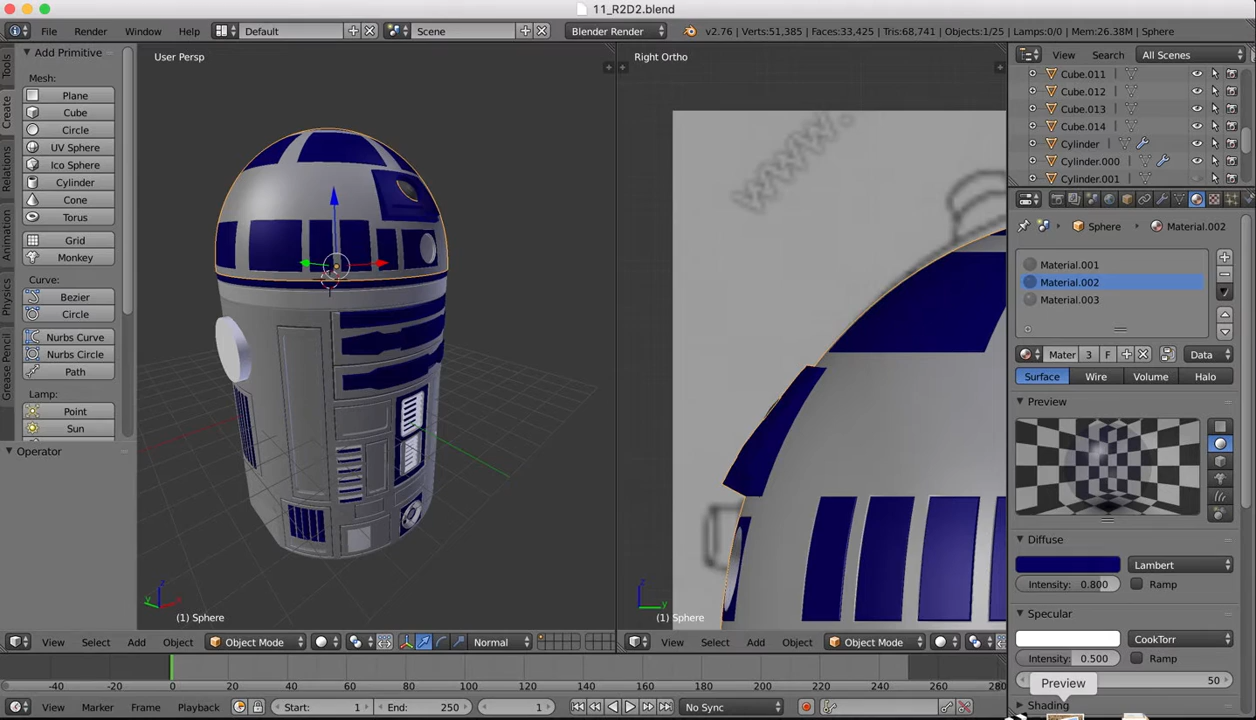 11_R2D2.blend
File Render Window Help Default Scene Blender Render v2.76 | Verts:51,385 | Faces:33,425 | Tris:68,741 | Objects:1/25 | Lamps:0/0 | Mem:26.38M | Sphere
Tools
Create
Relations
Animation
Physics
Grease Pencil
Add Primitive
Mesh:
Plane
Cube
Circle
UV Sphere
Ico Sphere
Cylinder
Cone
Torus
Grid
Monkey
Curve:
Bezier
Circle
Nurbs Curve
Nurbs Circle
Path
Lamp:
Point
Sun
Operator
User Persp
z
y
x
(1) Sphere
View Select Add Object Object Mode Normal
Right Ortho
www.
z
y
(1) Sphere
View Select Add Object Object Mode
View Search All Scenes
Cube.011
Cube.012
Cube.013
Cube.014
Cylinder
Cylinder.000
Cylinder.001
Sphere Material.002
Material.001
Material.002
Material.003
Mater 3 F Data
Surface Wire Volume Halo
Preview
Diffuse
Lambert
Intensity: 0.800 Ramp
Specular
CookTorr
Intensity: 0.500 Ramp
50
Preview
Shading
-40 -20 0 20 40 60 80 100 120 140 160 180 200 220 240 260 280
View Marker Frame Playback Start: 1 End: 250 1 No Sync